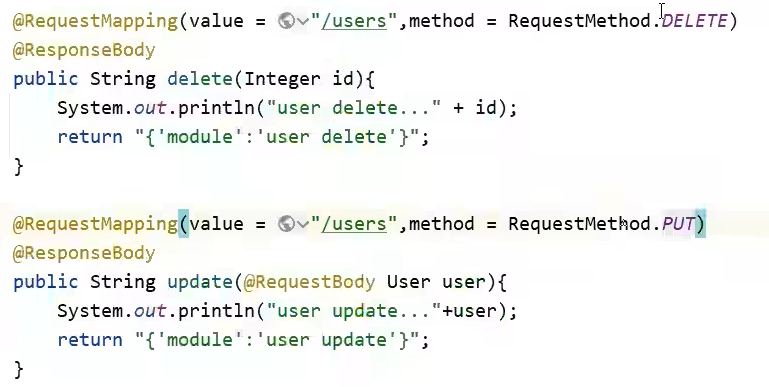 @RequestMapping(value = "/users",method = RequestMethod.DELETE)
@ResponseBody
public String delete(Integer id){
    System.out.println("user delete..." + id);
    return "{'module':'user delete'}";
}
@RequestMapping(value = "/users",method = RequestMethod.PUT)
@ResponseBody
public String update(@RequestBody User user){
    System.out.println("user update..."+user);
    return "{'module':'user update'}";
}